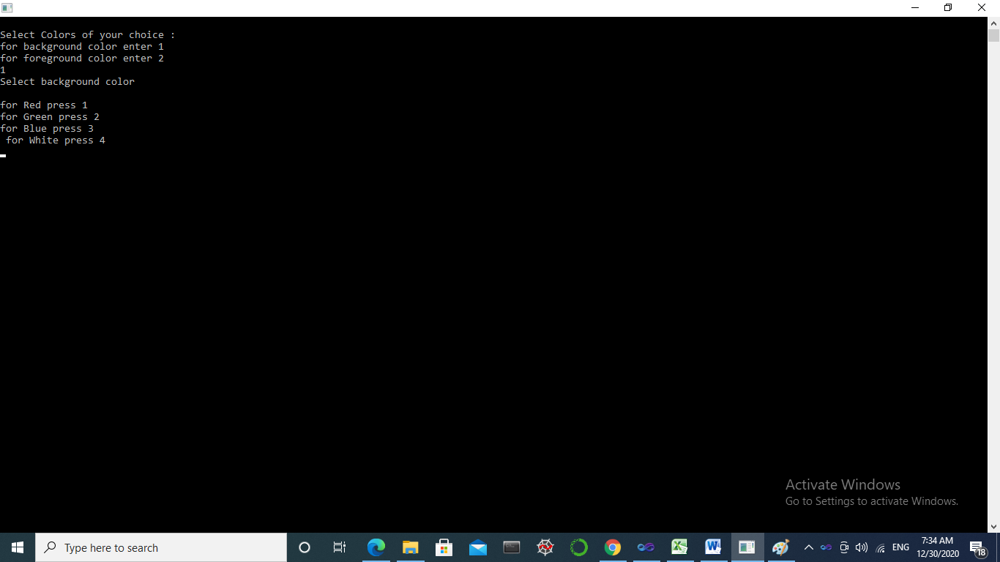 Select Colors of your choice :
for background color enter 1
for foreground color enter 2
1
Select background color
for Red press 1
for Green press 2
for Blue press 3
for White press 4
Activate Windows
Go to Settings to activate Windows.
Type here to search
ENG
7:34 AM
12/30/2020
18